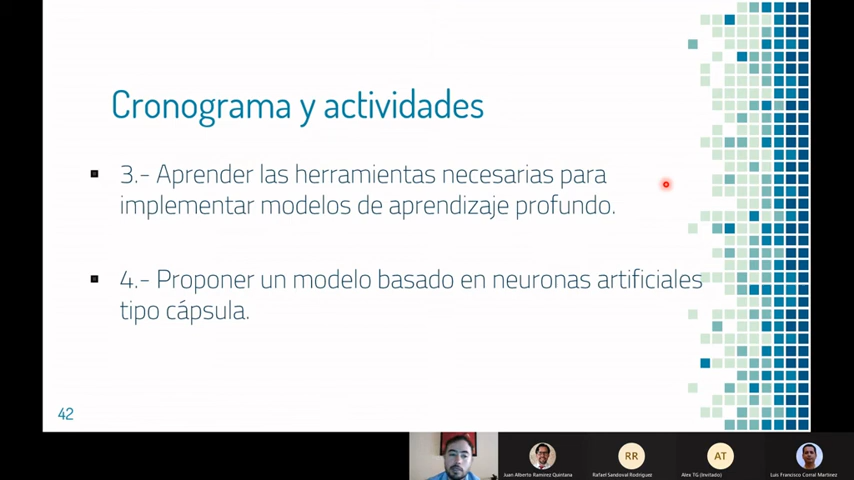 Cronograma y actividades
3.- Aprender las herramientas necesarias para
implementar modelos de aprendizaje profundo.
4.- Proponer un modelo basado en neuronas artificiales
tipo cápsula.
42
RR
AT
Juan Alberto Ramirez Quintana
Rafael Sandoval Rodriguez
Alex TG (Invitado)
Luis Francisco Corral Martinez